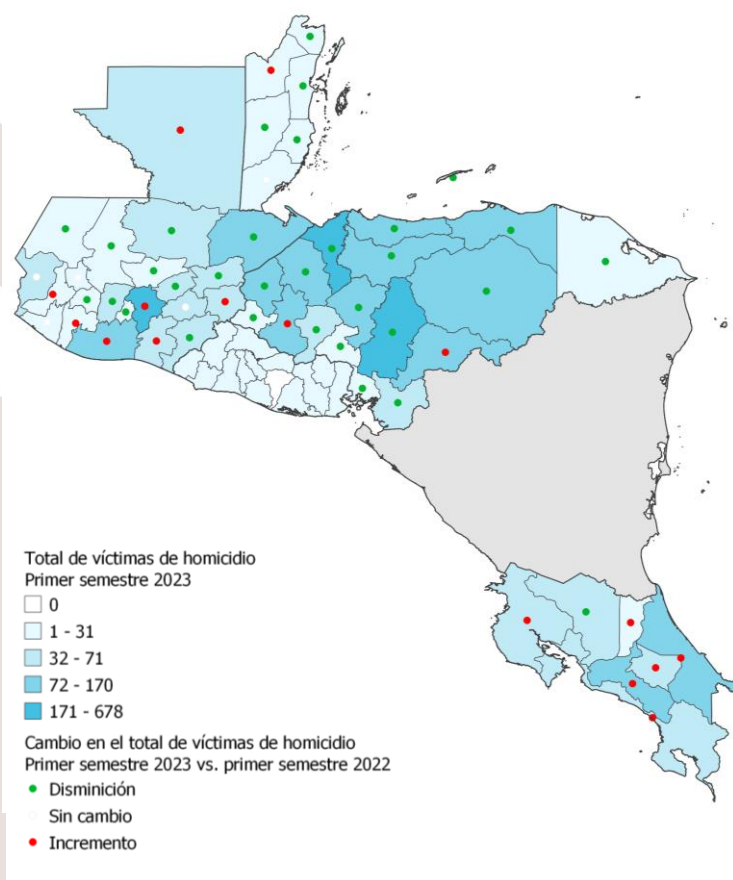 Total de víctimas de homicidio
Primer semestre 2023
0
1 - 31
32 - 71
72 - 170
171 - 678
Cambio en el total de víctimas de homicidio
Primer semestre 2023 vs. primer semestre 2022
Disminición
Sin cambio
Incremento